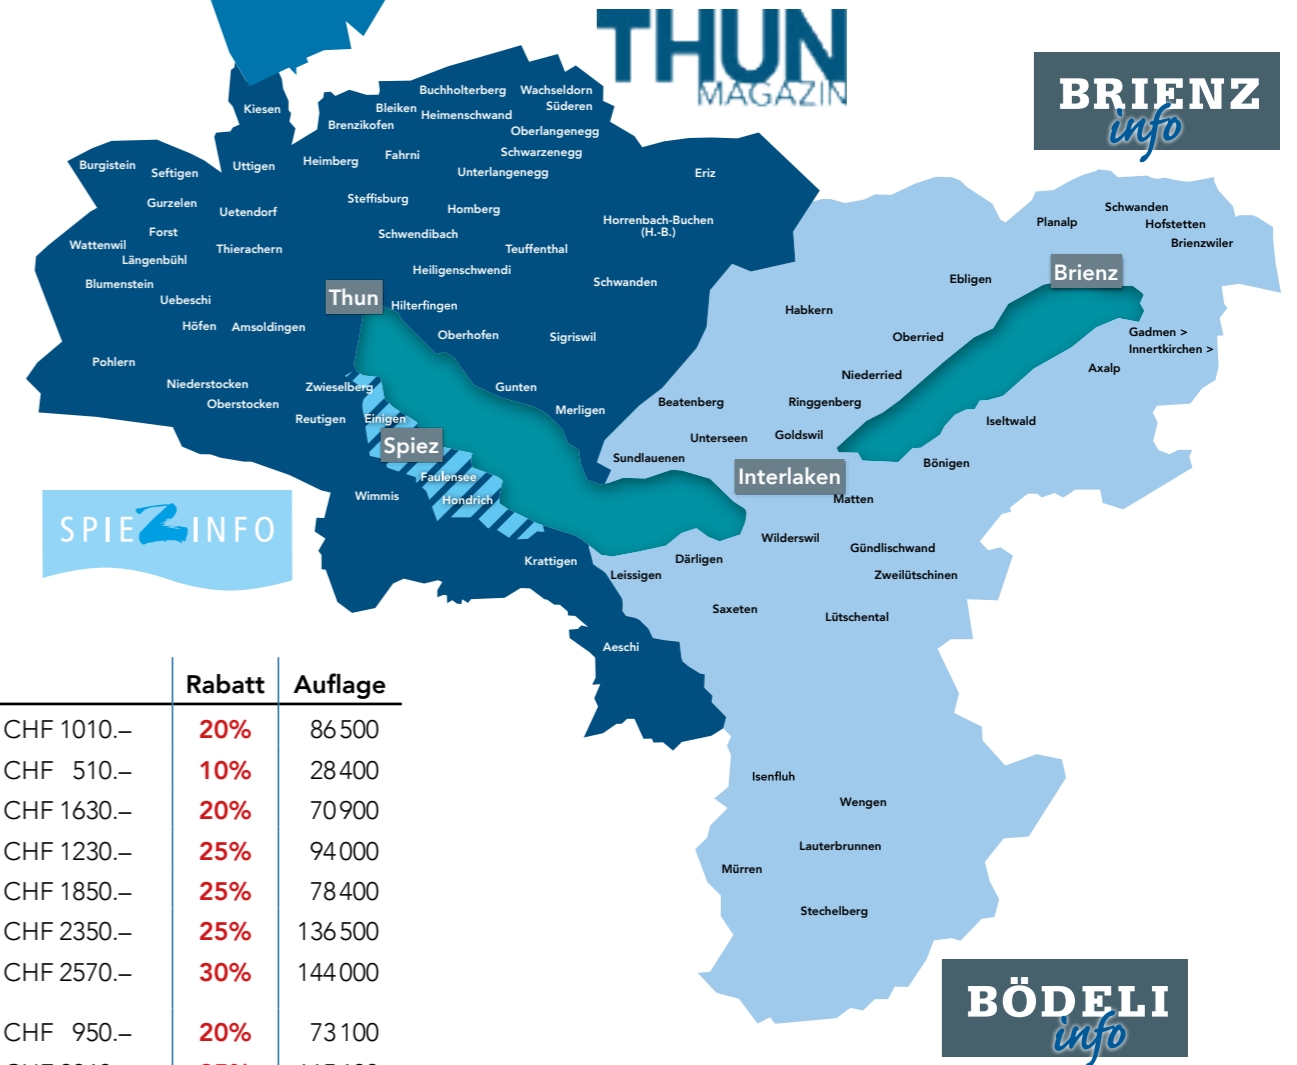 THUN
MAGAZIN
BRIENZ
info
Kiesen
Buchholterberg
Wachseldorn
Süderen
Bleiken
Heimenschwand
Brenzikofen
Oberlangenegg
Schwarzenegg
Unterlangenegg
Burgistein
Seftigen
Uttigen
Heimberg
Fahrni
Eriz
Gurzelen
Uetendorf
Steffisburg
Homberg
Horrenbach-Buchen
(H.-B.)
Forst
Wattenwil
Thierachern
Schwendibach
Teuffenthal
Längenbühl
Heiligenschwendi
Blumenstein
Schwanden
Uebeschi
Thun
Hilterfingen
Höfen
Amsoldingen
Oberhofen
Sigriswil
Pohlern
Niederstocken
Zwieselberg
Gunten
Oberstocken
Reutigen
Einigen
Merligen
Spiez
Faulensee
Wimmis
Hondrich
Krattigen
Aeschi
Schwanden
Planalp
Hofstetten
Brienzwiler
Brienz
Ebligen
Habkern
Oberried
Gadmen >
Innertkirchen >
Axalp
Niederried
Beatenberg
Ringgenberg
Iseltwald
Unterseen
Goldswil
Sundlauenen
Bönigen
Interlaken
Matten
Wilderswil
Gündlischwand
Därligen
Leissigen
Zweilütschinen
Saxeten
Lütschental
Isenfluh
Wengen
Lauterbrunnen
Mürren
Stechelberg
SPIEZ INFO
Rabatt Auflage
CHF 1010.– 20% 86 500
CHF 510.– 10% 28 400
CHF 1630.– 20% 70 900
CHF 1230.– 25% 94 000
CHF 1850.– 25% 78 400
CHF 2350.– 25% 136 500
CHF 2570.– 30% 144 000
CHF 950.– 20% 73 100
BÖDELI
info